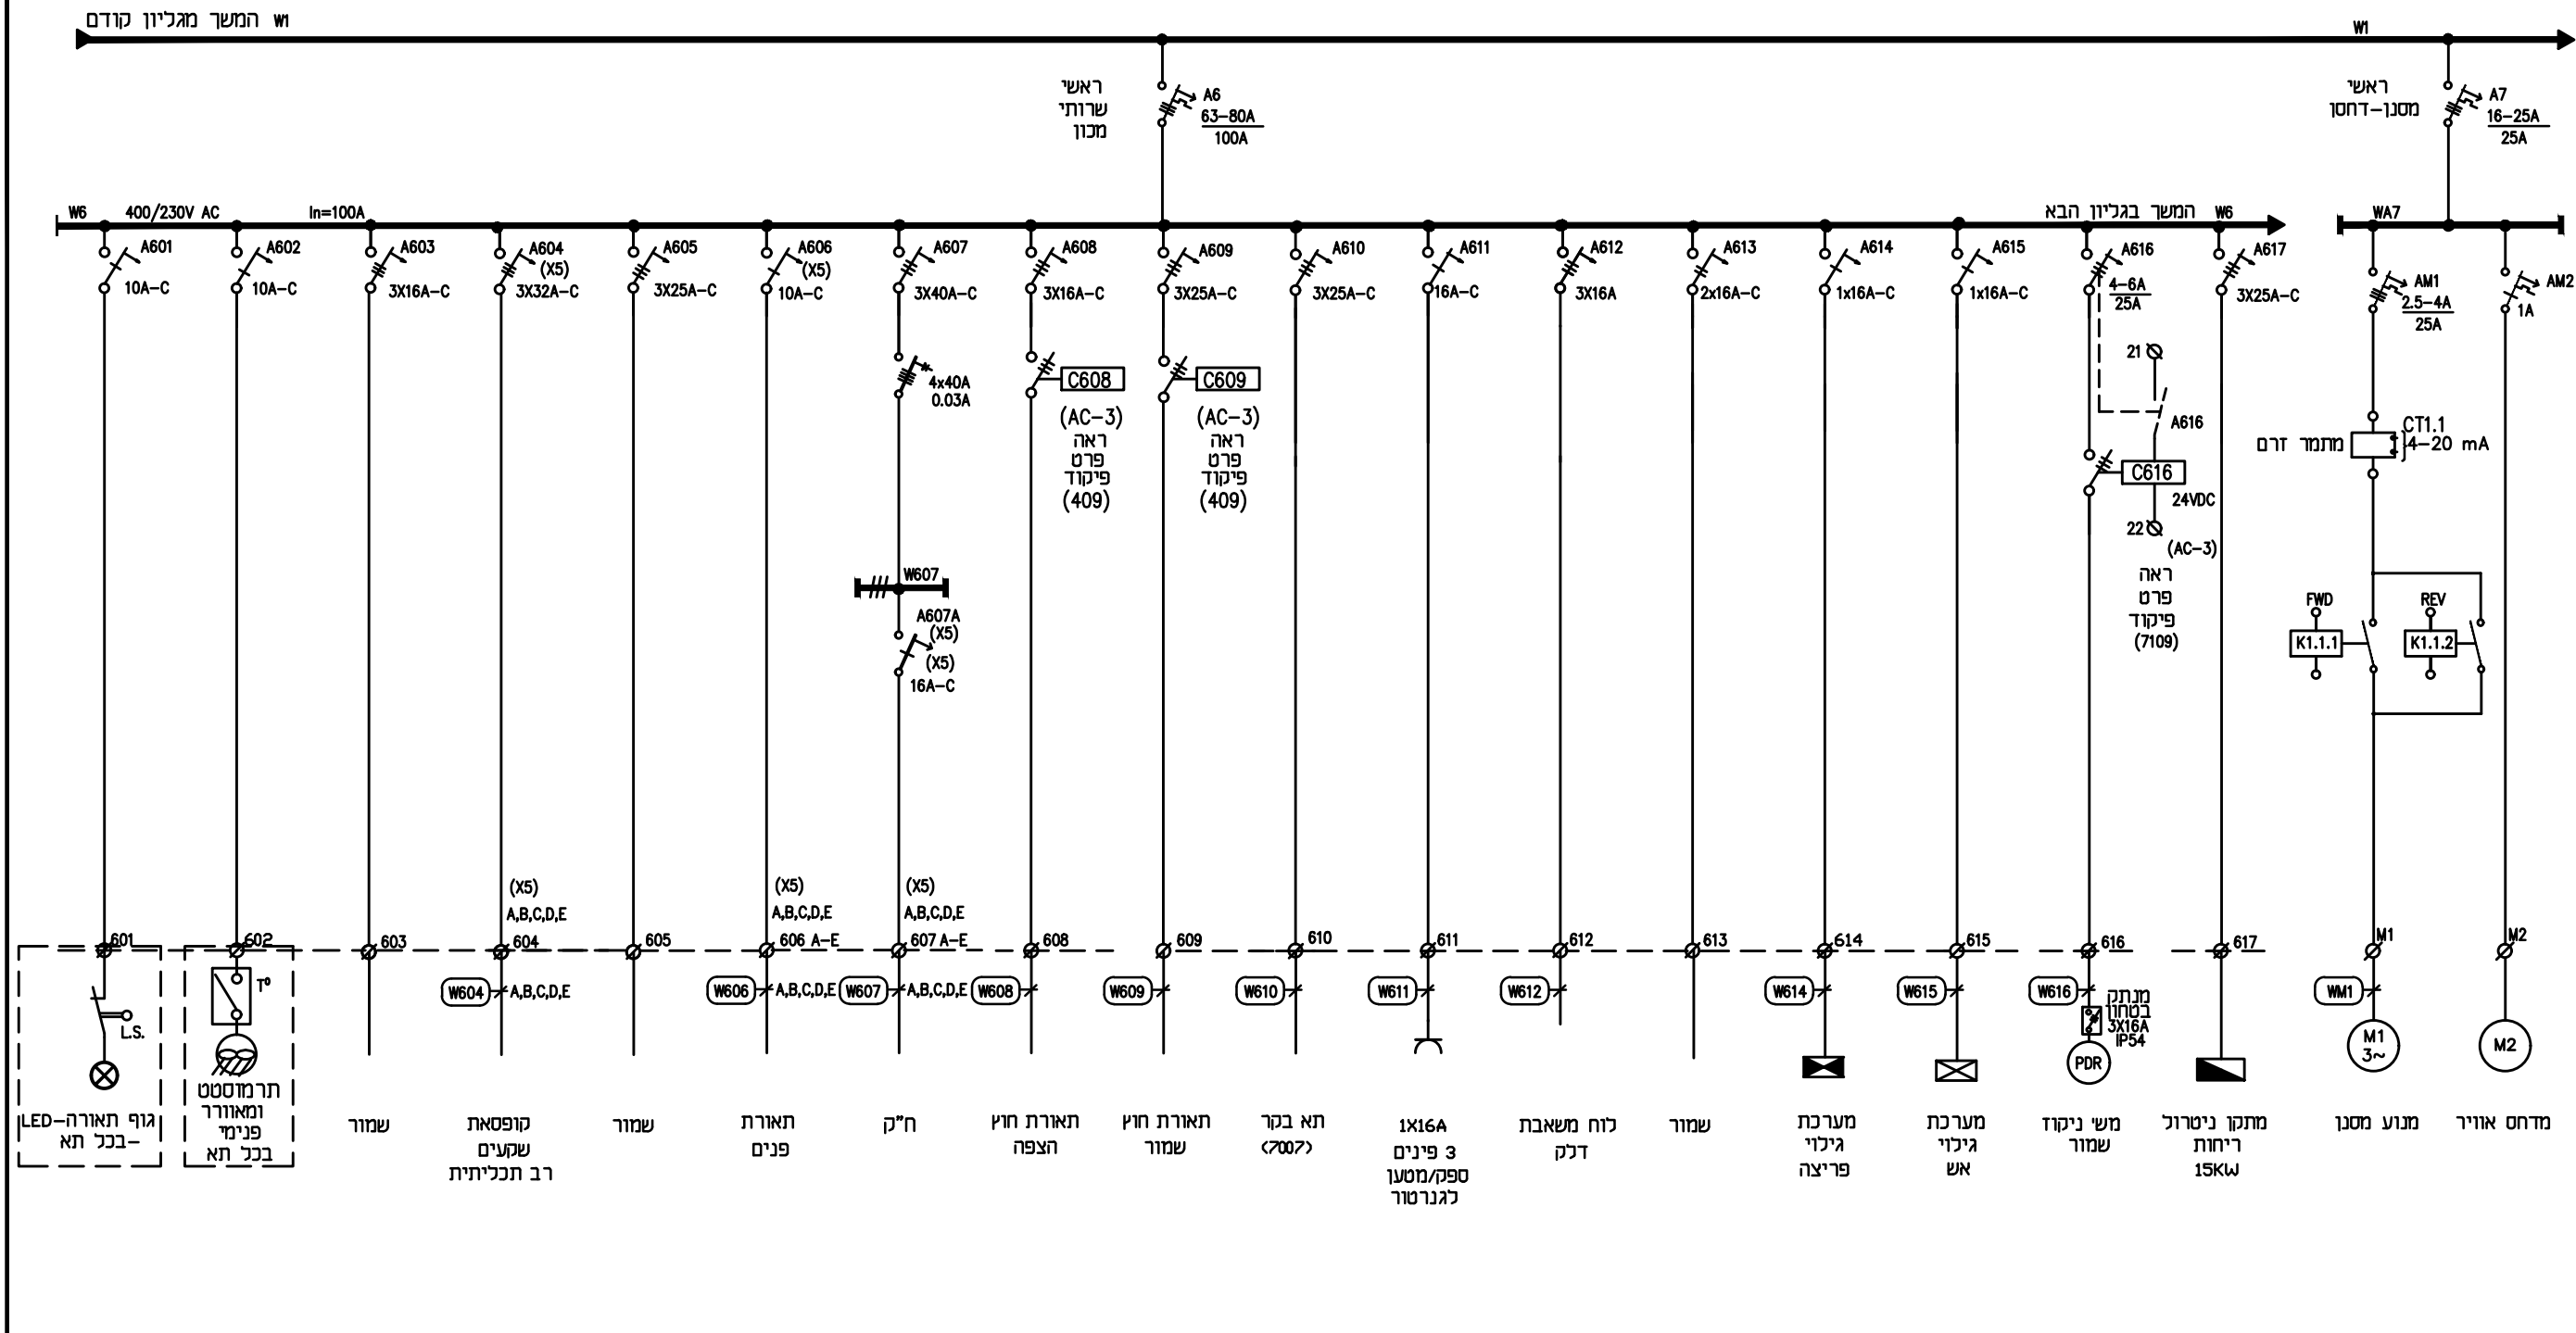 המשך מגליון קודם W1
W1
ראשי
שרותי
מכון
A6
63-80A
100A
ראשי
מסנן-דחסן
A7
16-25A
25A
W6 400/230V AC In=100A
המשך בגליון הבא W6
WA7
A601
10A-C
A602
10A-C
A603
3X16A-C
A604
(X5)
3X32A-C
A605
3X25A-C
A606
(X5)
10A-C
A607
3X40A-C
A608
3X16A-C
A609
3X25A-C
A610
3X25A-C
A611
16A-C
A612
3X16A
A613
2x16A-C
A614
1x16A-C
A615
1x16A-C
A616
4-6A
25A
A617
3X25A-C
AM1
2.5-4A
25A
AM2
1A
4x40A
0.03A
C608
(AC-3)
ראה
פרט
פיקוד
(409)
C609
(AC-3)
ראה
פרט
פיקוד
(409)
21
A616
C616
24VDC
22
(AC-3)
ראה
פרט
פיקוד
(7109)
מתמר זרם
CT1.1
4-20 mA
W607
A607A
(X5)
(X5)
16A-C
FWD
K1.1.1
REV
K1.1.2
(X5)
A,B,C,D,E
(X5)
A,B,C,D,E
(X5)
A,B,C,D,E
601
602
603
604
605
606 A-E
607 A-E
608
609
610
611
612
613
614
615
616
617
M1
M2
L.S.
T°
W604 A,B,C,D,E
W606 A,B,C,D,E
W607 A,B,C,D,E
W608
W609
W610
W611
W612
W614
W615
W616
WM1
מנתק
בטחון
3X16A
IP54
PDR
M1
3~
M2
גוף תאורה-LED
-בכל תא
תרמוסטט
ומאוורר
פנימי
בכל תא
שמור
קופסאת
שקעים
רב תכליתית
שמור
תאורת
פנים
ח"ק
תאורת חוץ
הצפה
תאורת חוץ
שמור
תא בקר
(7007)
1X16A
3 פינים
ספק/מטען
לגנרטור
לוח משאבת
דלק
שמור
מערכת
גילוי
פריצה
מערכת
גילוי
אש
משי ניקוד
שמור
מתקן ניטרול
ריחות
15KW
מנוע מסנן
מדחס אוויר